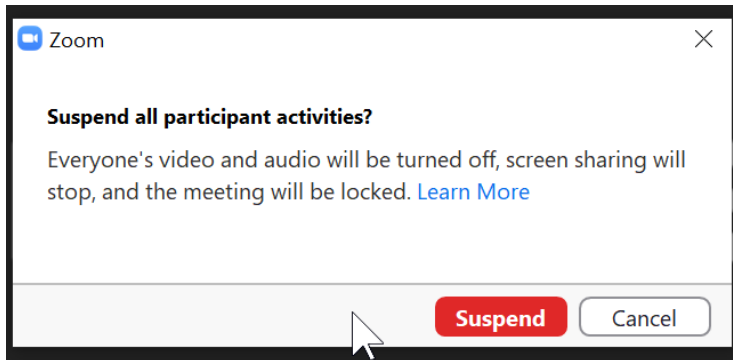 Zoom
Suspend all participant activities?
Everyone's video and audio will be turned off, screen sharing will
stop, and the meeting will be locked. Learn More
Suspend Cancel